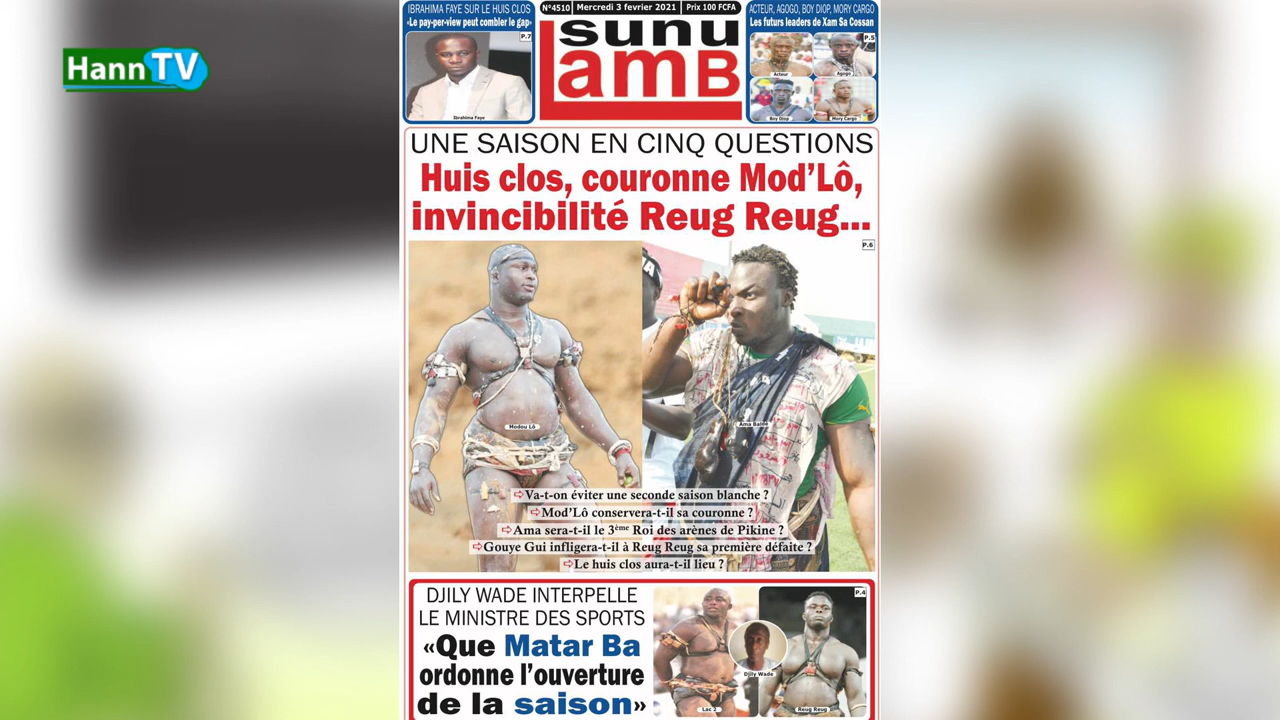 HannTV
IBRAHIMA FAYE SUR LE HUIS CLOS
«Le pay-per-view peut combler le gap»
P.7
Ibrahima Faye
N°4510 Mercredi 3 fevrier 2021 Prix 100 FCFA
sunu
Lamb
ACTEUR, AGOGO, BOY DIOP, MORY CARGO
Les futurs leaders de Xam Sa Cossan
P.5
Acteur
Agogo
Boy Diop
Mory Cargo
UNE SAISON EN CINQ QUESTIONS
Huis clos, couronne Mod’Lô,
invincibilité Reug Reug...
P.6
Modou Lô
Ama Baldé
⇨Va-t-on éviter une seconde saison blanche ?
⇨Mod’Lô conservera-t-il sa couronne ?
⇨Ama sera-t-il le 3ème Roi des arènes de Pikine ?
⇨Gouye Gui infligera-t-il à Reug Reug sa première défaite ?
⇨Le huis clos aura-t-il lieu ?
DJILY WADE INTERPELLE
LE MINISTRE DES SPORTS
«Que Matar Ba
ordonne l’ouverture
de la saison»
P.4
Djily Wade
Lac 2
Reug Reug